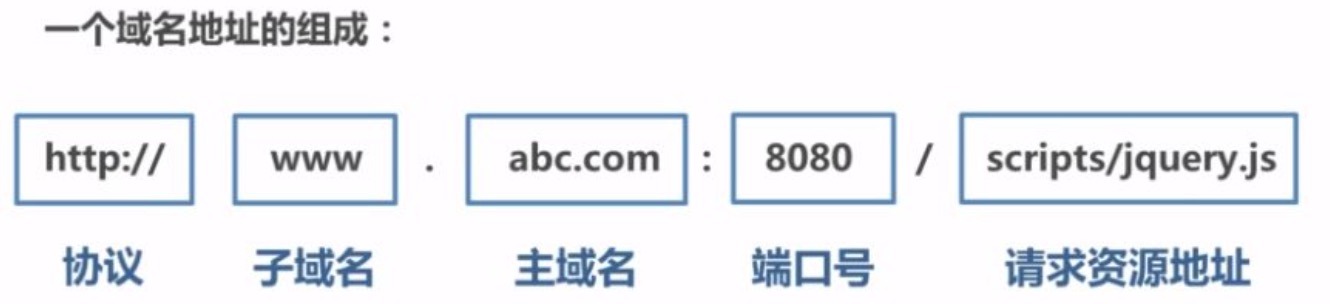 一个域名地址的组成：
http:// www . abc.com : 8080 / scripts/jquery.js
协议 子域名 主域名 端口号 请求资源地址